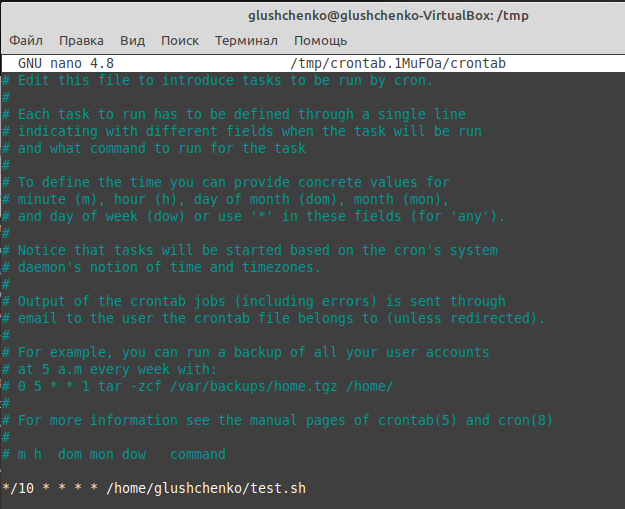 glushchenko@glushchenko-VirtualBox: /tmp
Файл Правка Вид Поиск Терминал Помощь
GNU nano 4.8 /tmp/crontab.1MuFOa/crontab
# Edit this file to introduce tasks to be run by cron.
#
# Each task to run has to be defined through a single line
# indicating with different fields when the task will be run
# and what command to run for the task
#
# To define the time you can provide concrete values for
# minute (m), hour (h), day of month (dom), month (mon),
# and day of week (dow) or use '*' in these fields (for 'any').
#
# Notice that tasks will be started based on the cron's system
# daemon's notion of time and timezones.
#
# Output of the crontab jobs (including errors) is sent through
# email to the user the crontab file belongs to (unless redirected).
#
# For example, you can run a backup of all your user accounts
# at 5 a.m every week with:
# 0 5 * * 1 tar -zcf /var/backups/home.tgz /home/
#
# For more information see the manual pages of crontab(5) and cron(8)
#
# m h  dom mon dow   command
*/10 * * * * /home/glushchenko/test.sh